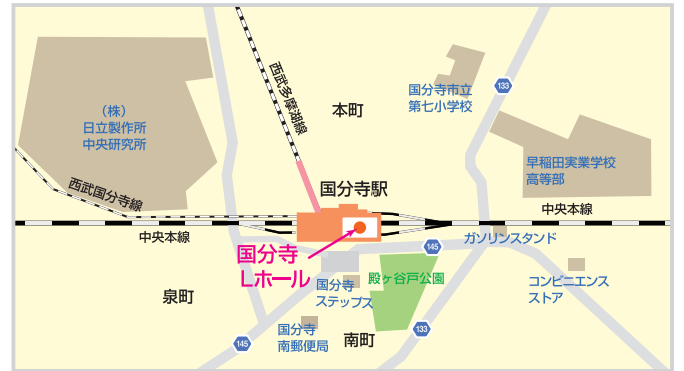 西武多摩湖線
本町
国分寺市立
第七小学校
133
(株)
日立製作所
中央研究所
早稲田実業学校
高等部
西武国分寺線
国分寺駅
中央本線
中央本線
ガソリンスタンド
145
国分寺
Lホール
殿ヶ谷戸公園
コンビニエンス
ストア
国分寺
ステップス
泉町
国分寺
南郵便局
南町
133
145